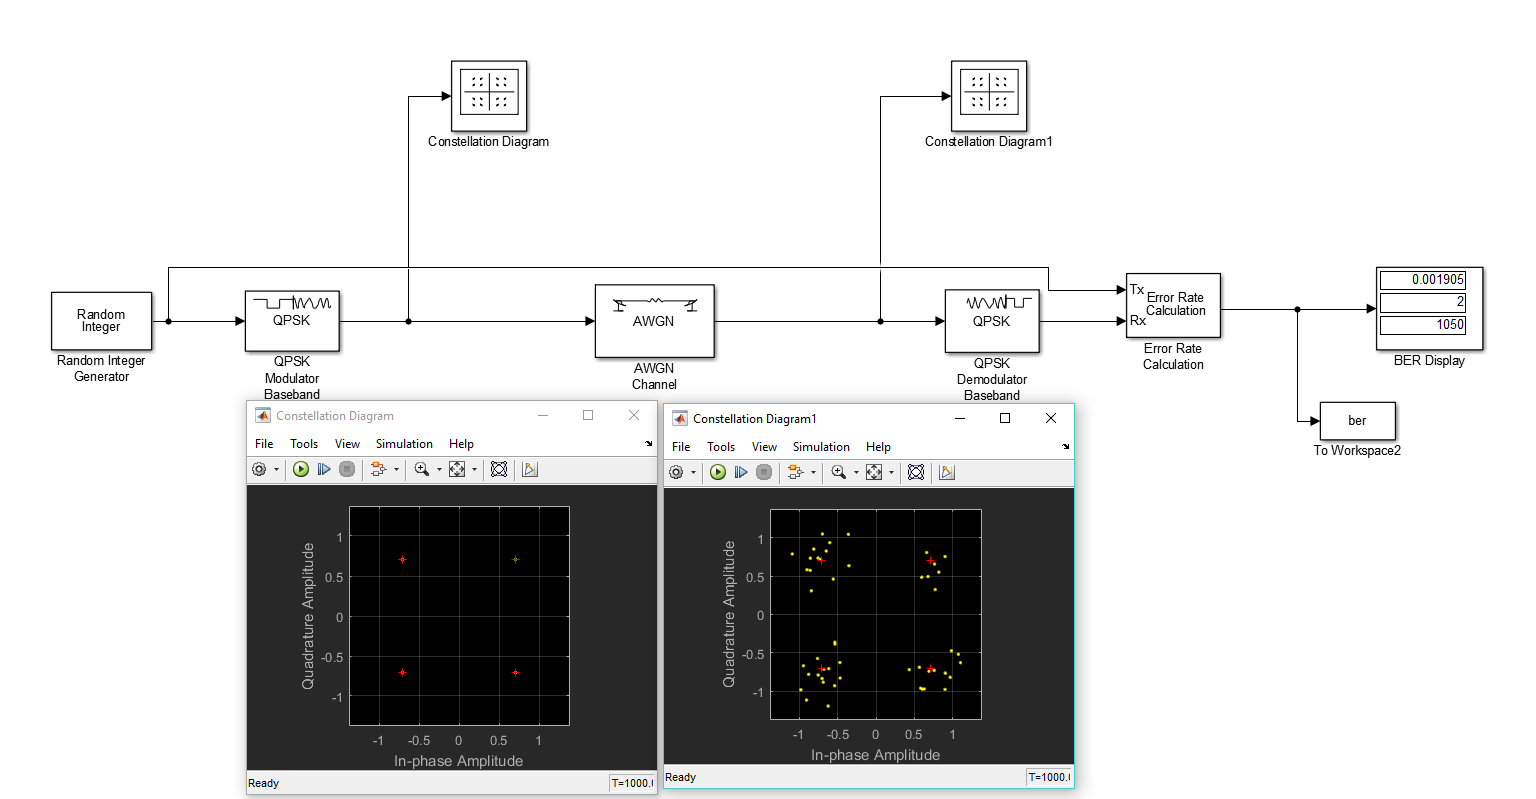 Constellation Diagram
Constellation Diagram1
Random
Integer
Random Integer
Generator
QPSK
QPSK
Modulator
Baseband
AWGN
AWGN
Channel
QPSK
QPSK
Demodulator
Baseband
Tx
Rx
Error Rate
Calculation
Error Rate
Calculation
0.001905
2
1050
BER Display
ber
To Workspace2
Constellation Diagram
File Tools View Simulation Help
Quadrature Amplitude
1
0.5
0
-0.5
-1
-1 -0.5 0 0.5 1
In-phase Amplitude
Ready
T=1000.
Constellation Diagram1
File Tools View Simulation Help
Quadrature Amplitude
1
0.5
0
-0.5
-1
-1 -0.5 0 0.5 1
In-phase Amplitude
Ready
T=1000.